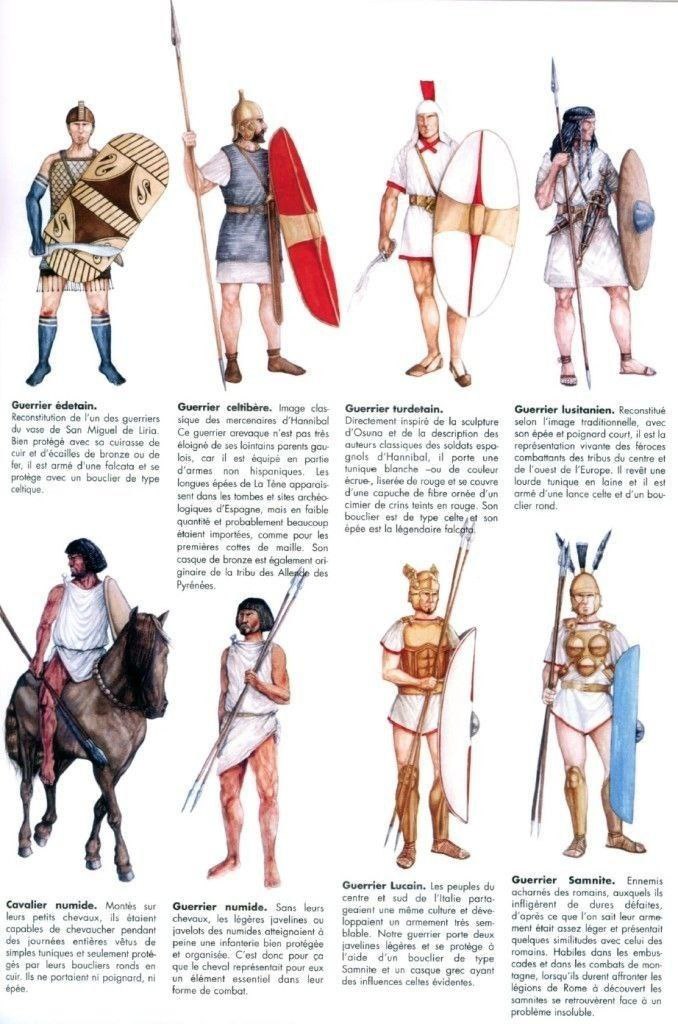 Guerrier édetain.
Reconstitution de l'un des guerriers
du vase de San Miguel de Liria.
Bien protégé avec sa cuirasse de
cuir et d'écailles de bronze ou de
fer, il est armé d'une falcata et se
protège avec un bouclier de type
celtique.
Guerrier celtibère. Image clas-
sique des mercenaires d'Hannibal
Ce guerrier arevaque n'est pas très
éloigné de ses lointains parents gau-
lois, car il est équipé en partie
d'armes non hispaniques. Les
longues épées de La Tène apparais-
sent dans les tombes et sites archéo-
logiques d'Espagne, mais en faible
quantité et probablement beaucoup
étaient importées, comme pour les
premières cottes de maille. Son
casque de bronze est également ori-
ginaire de la tribu des Allende des
Pyrénées.
Guerrier turdetain.
Directement inspiré de la sculpture
d'Osuna et de la description des
auteurs classiques des soldats espa-
gnols d'Hannibal, il porte une
tunique blanche –ou de couleur
écrue–, liserée de rouge et se couvre
d'une capuche de fibre ornée d'un
cimier de crins teints en rouge. Son
bouclier est de type celte et son
épée est la légendaire falcata.
Guerrier lusitanien. Reconstitué
selon l'image traditionnelle, avec
son épée et poignard court, il est la
représentation vivante des féroces
combattants des tribus du centre et
de l'ouest de l'Europe. Il revêt une
lourde tunique en laine et il est
armé d'une lance celte et d'un bou-
clier rond.
Cavalier numide. Montés sur
leurs petits chevaux, ils étaient
capables de chevaucher pendant
des journées entières vêtus de
simples tuniques et seulement proté-
gés par leurs boucliers ronds en
cuir. Ils ne portaient ni poignard, ni
épée.
Guerrier numide. Sans leurs
chevaux, les légères javelines ou
javelots des numides atteignaient à
peine une infanterie bien protégée
et organisée. C'est donc pour ça
que le cheval représentait pour eux
un élément essentiel dans leur
forme de combat.
Guerrier Lucain. Les peuples du
centre et sud de l'Italie parta-
geaient une même culture et déve-
loppaient un armement très sem-
blable. Notre guerrier porte deux
javelines légères et se protège à
l'aide d'un bouclier de type
Samnite et un casque grec ayant
des influences celtes évidentes.
Guerrier Samnite. Ennemis
acharnés des romains, auxquels ils
infligèrent de dures défaites,
d'après ce que l'on sait leur arme-
ment était assez léger et présentait
quelques similitudes avec celui des
romains. Habiles dans les embus-
cades et dans les combats de mon-
tagne, lorsqu'ils durent affronter les
légions de Rome à découvert les
samnites se retrouvèrent face à un
problème insoluble.